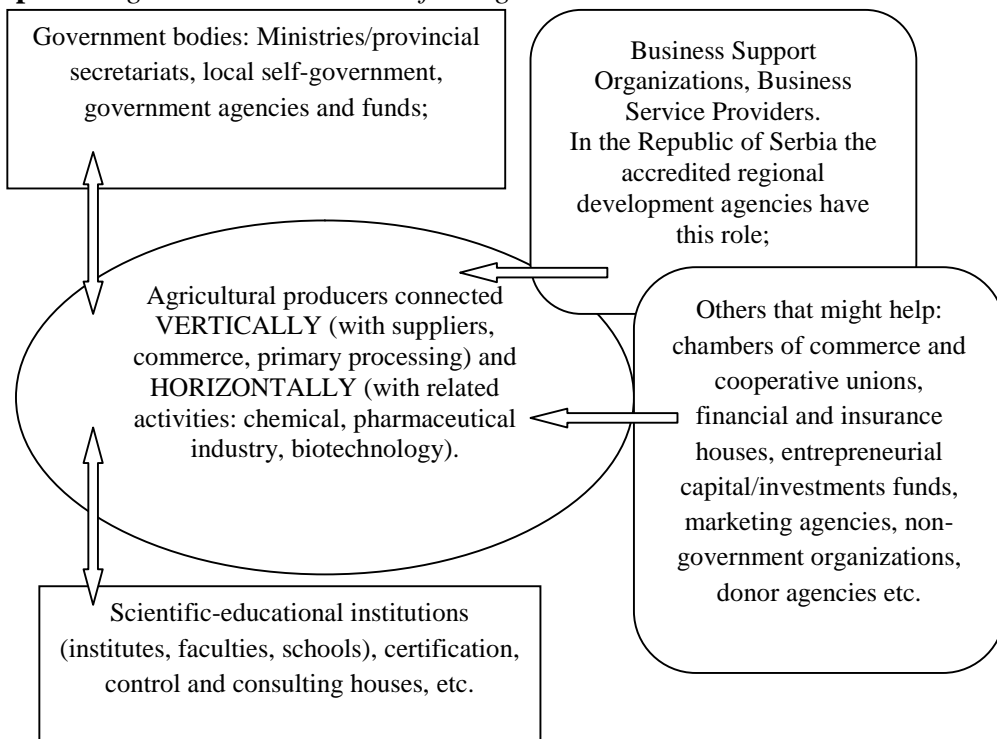 Government bodies: Ministries/provincial
secretariats, local self-government,
government agencies and funds;
Business Support
Organizations, Business
Service Providers.
In the Republic of Serbia the
accredited regional
development agencies have
this role;
Agricultural producers connected
VERTICALLY (with suppliers,
commerce, primary processing) and
HORIZONTALLY (with related
activities: chemical, pharmaceutical
industry, biotechnology).
Others that might help:
chambers of commerce and
cooperative unions,
financial and insurance
houses, entrepreneurial
capital/investments funds,
marketing agencies, non-
government organizations,
donor agencies etc.
Scientific-educational institutions
(institutes, faculties, schools), certification,
control and consulting houses, etc.